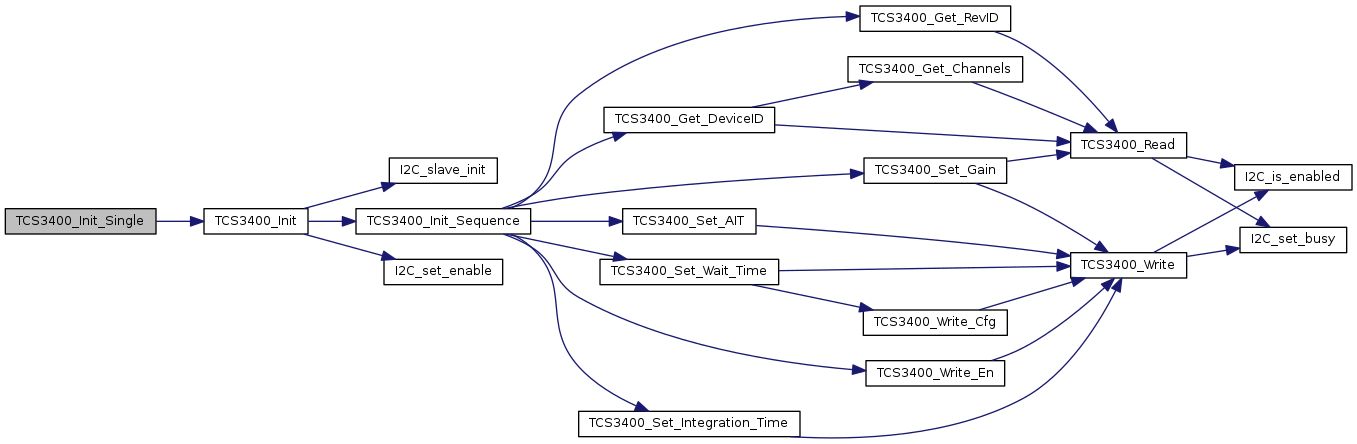 TCS3400_Init_Single
TCS3400_Init
I2C_slave_init
TCS3400_Init_Sequence
I2C_set_enable
TCS3400_Get_RevID
TCS3400_Get_Channels
TCS3400_Get_DeviceID
TCS3400_Set_Gain
TCS3400_Set_AIT
TCS3400_Set_Wait_Time
TCS3400_Write_Cfg
TCS3400_Write_En
TCS3400_Set_Integration_Time
TCS3400_Read
TCS3400_Write
I2C_is_enabled
I2C_set_busy